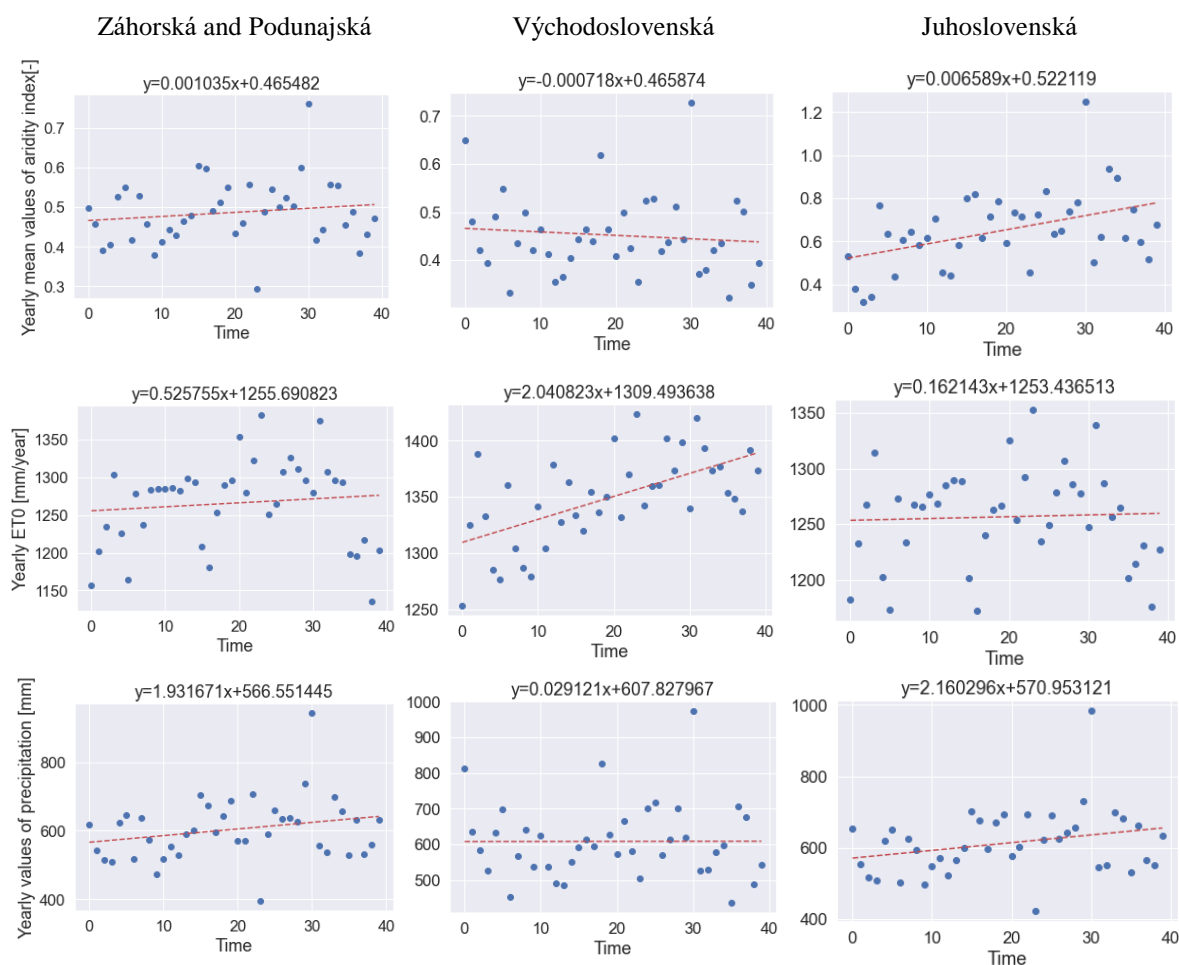 Záhorská and Podunajská Východoslovenská Juhoslovenská
y=0.001035x+0.465482 y=-0.000718x+0.465874 y=0.006589x+0.522119
Yearly mean values of aridity index[-]
0.7 0.6 0.5 0.4 0.3
0 10 20 30 40
Time
0.7 0.6 0.5 0.4
0 10 20 30 40
Time
1.2 1.0 0.8 0.6 0.4
0 10 20 30 40
Time
y=0.525755x+1255.690823 y=2.040823x+1309.493638 y=0.162143x+1253.436513
Yearly ET0 [mm/year]
1350 1300 1250 1200 1150
0 10 20 30 40
Time
1400 1350 1300 1250
0 10 20 30 40
Time
1350 1300 1250 1200
0 10 20 30 40
Time
y=1.931671x+566.551445 y=0.029121x+607.827967 y=2.160296x+570.953121
Yearly values of precipitation [mm]
800 600 400
0 10 20 30 40
Time
1000 900 800 700 600 500
0 10 20 30 40
Time
1000 800 600 400
0 10 20 30 40
Time